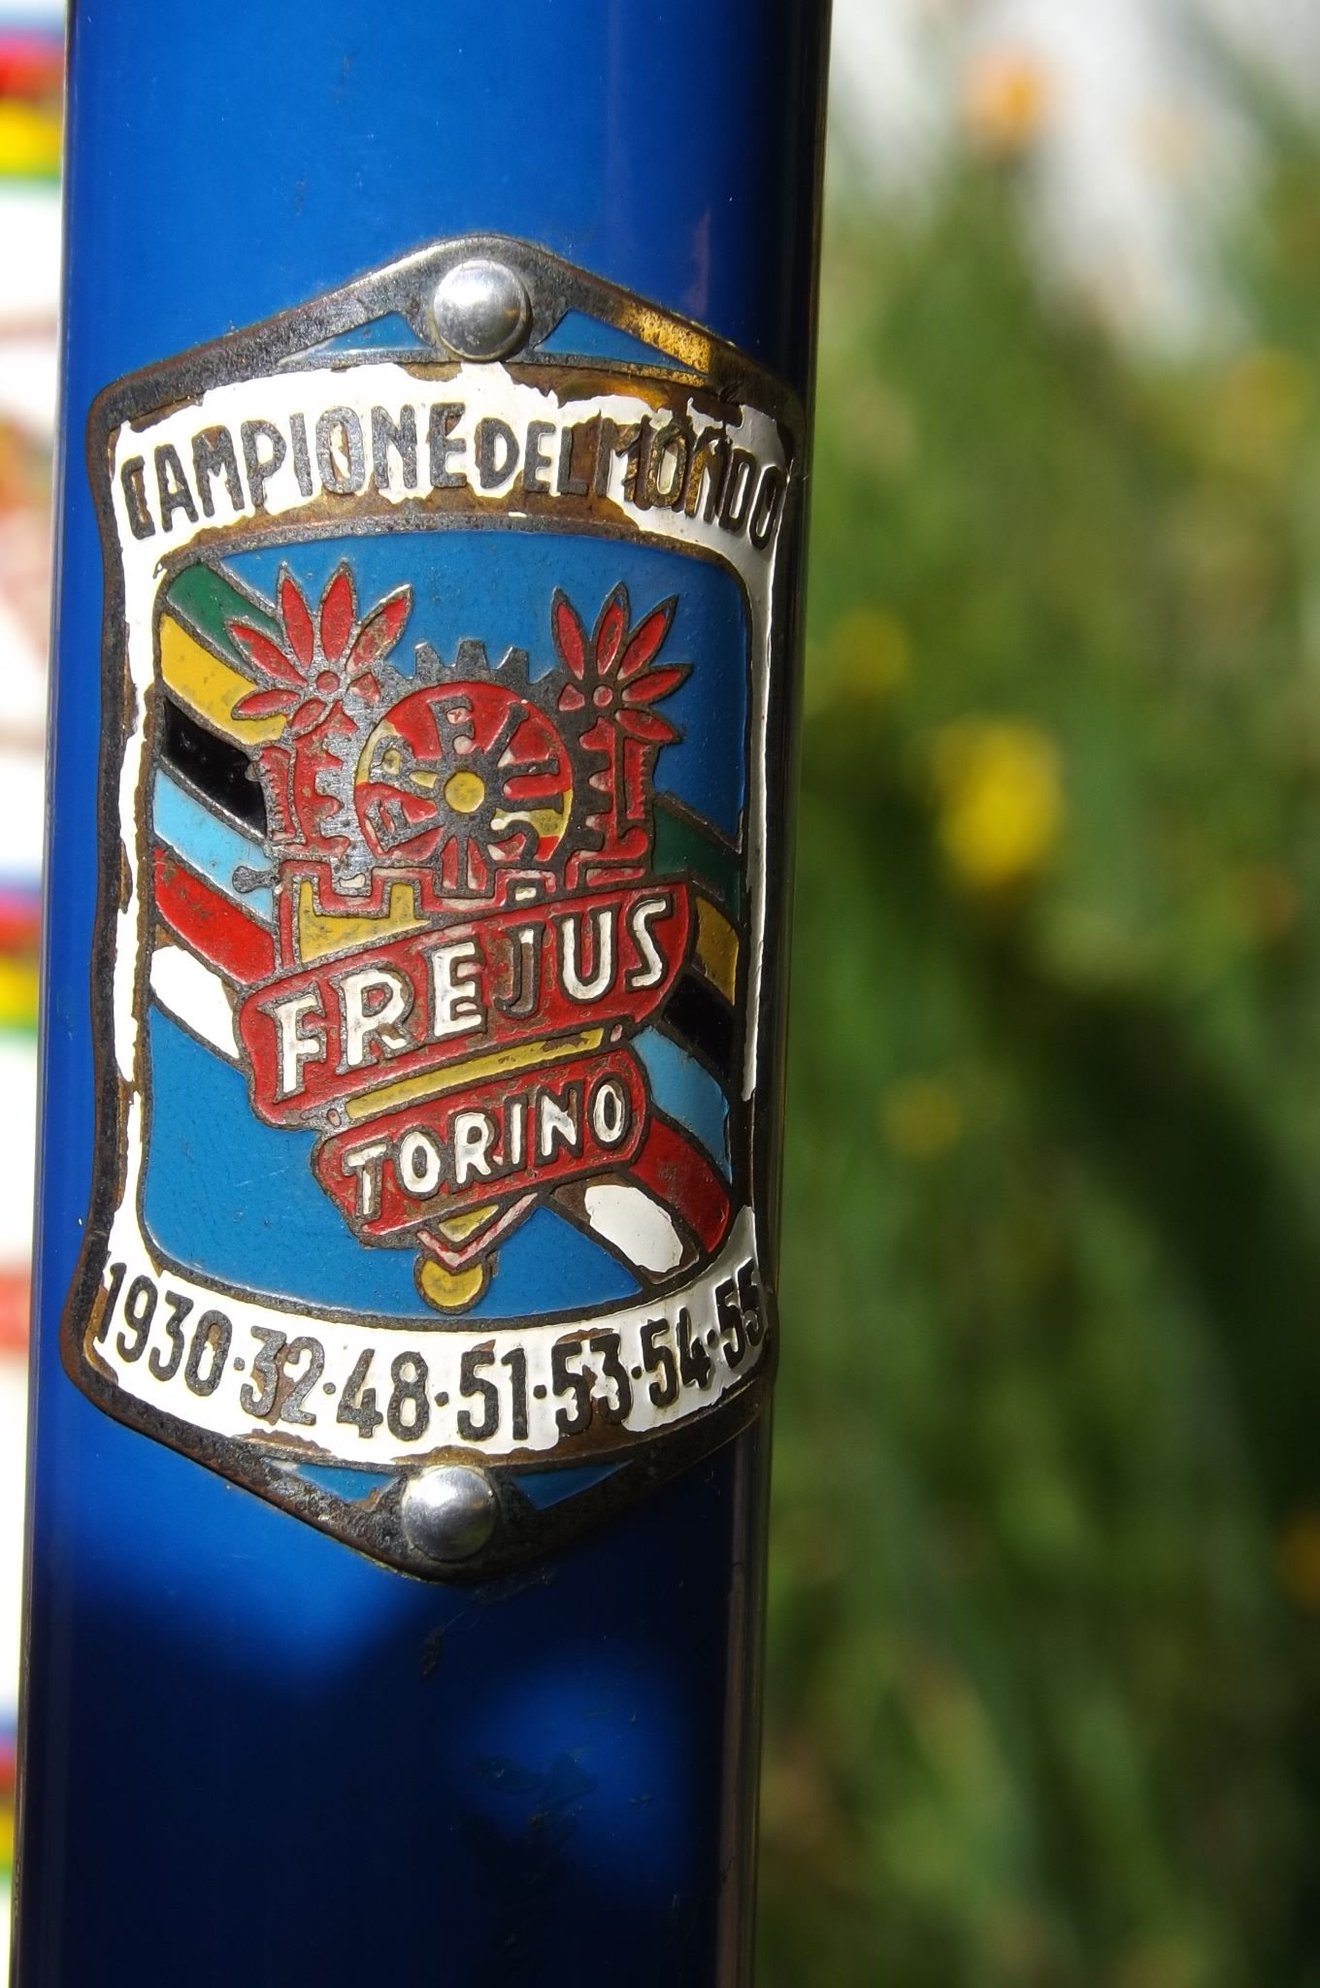 CAMPIONE DEL MONDO
FREJUS
TORINO
1930·32·48·51·53·54·55